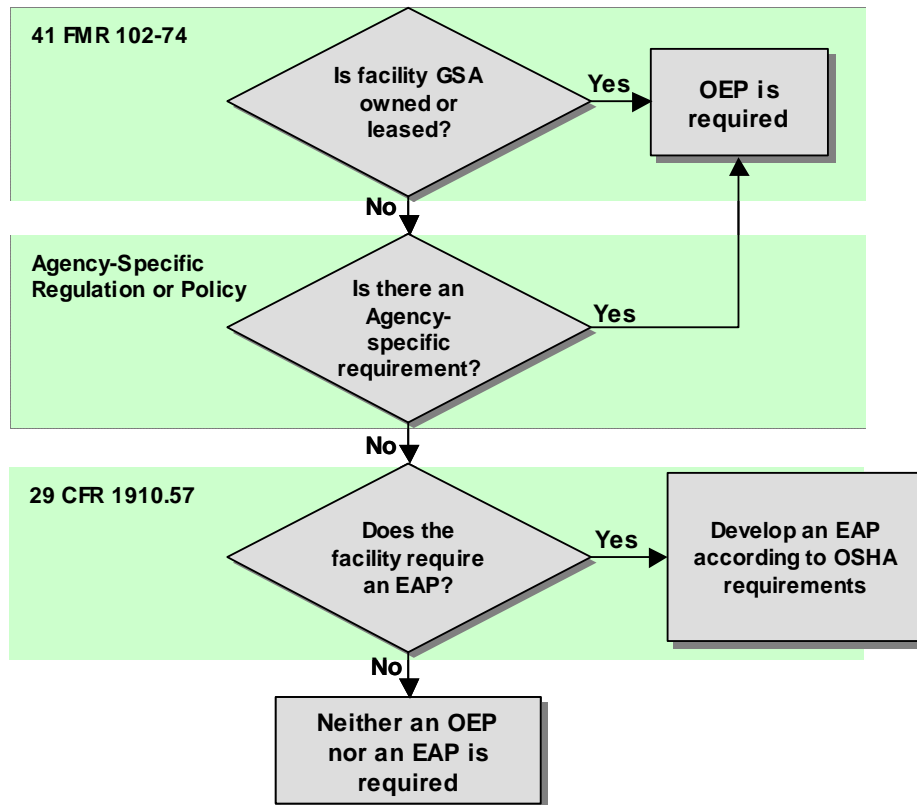 41 FMR 102-74
Is facility GSA
owned or
leased?
Yes
OEP is
required
No
Agency-Specific
Regulation or Policy
Is there an
Agency-
specific
requirement?
Yes
No
29 CFR 1910.57
Does the
facility require
an EAP?
Yes
Develop an EAP
according to OSHA
requirements
No
Neither an OEP
nor an EAP is
required